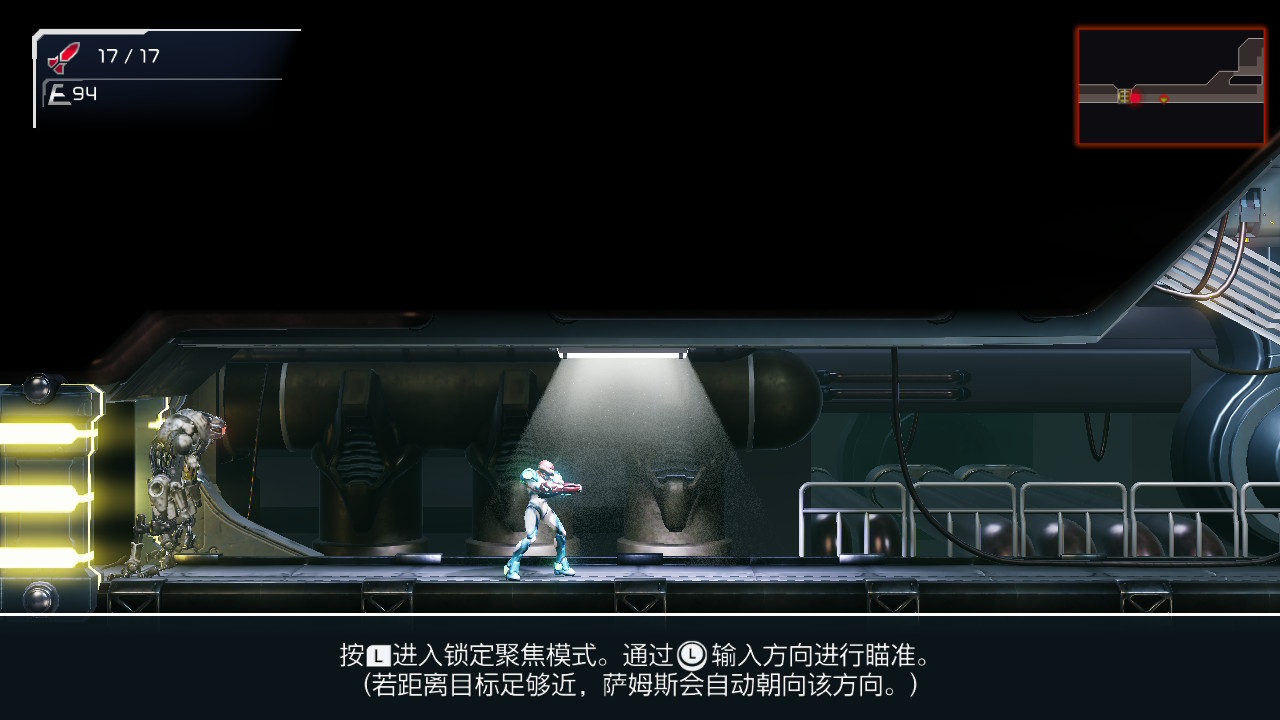 17 / 17
E 94
按L进入锁定聚焦模式。通过L输入方向进行瞄准。
（若距离目标足够近，萨姆斯会自动朝向该方向。）